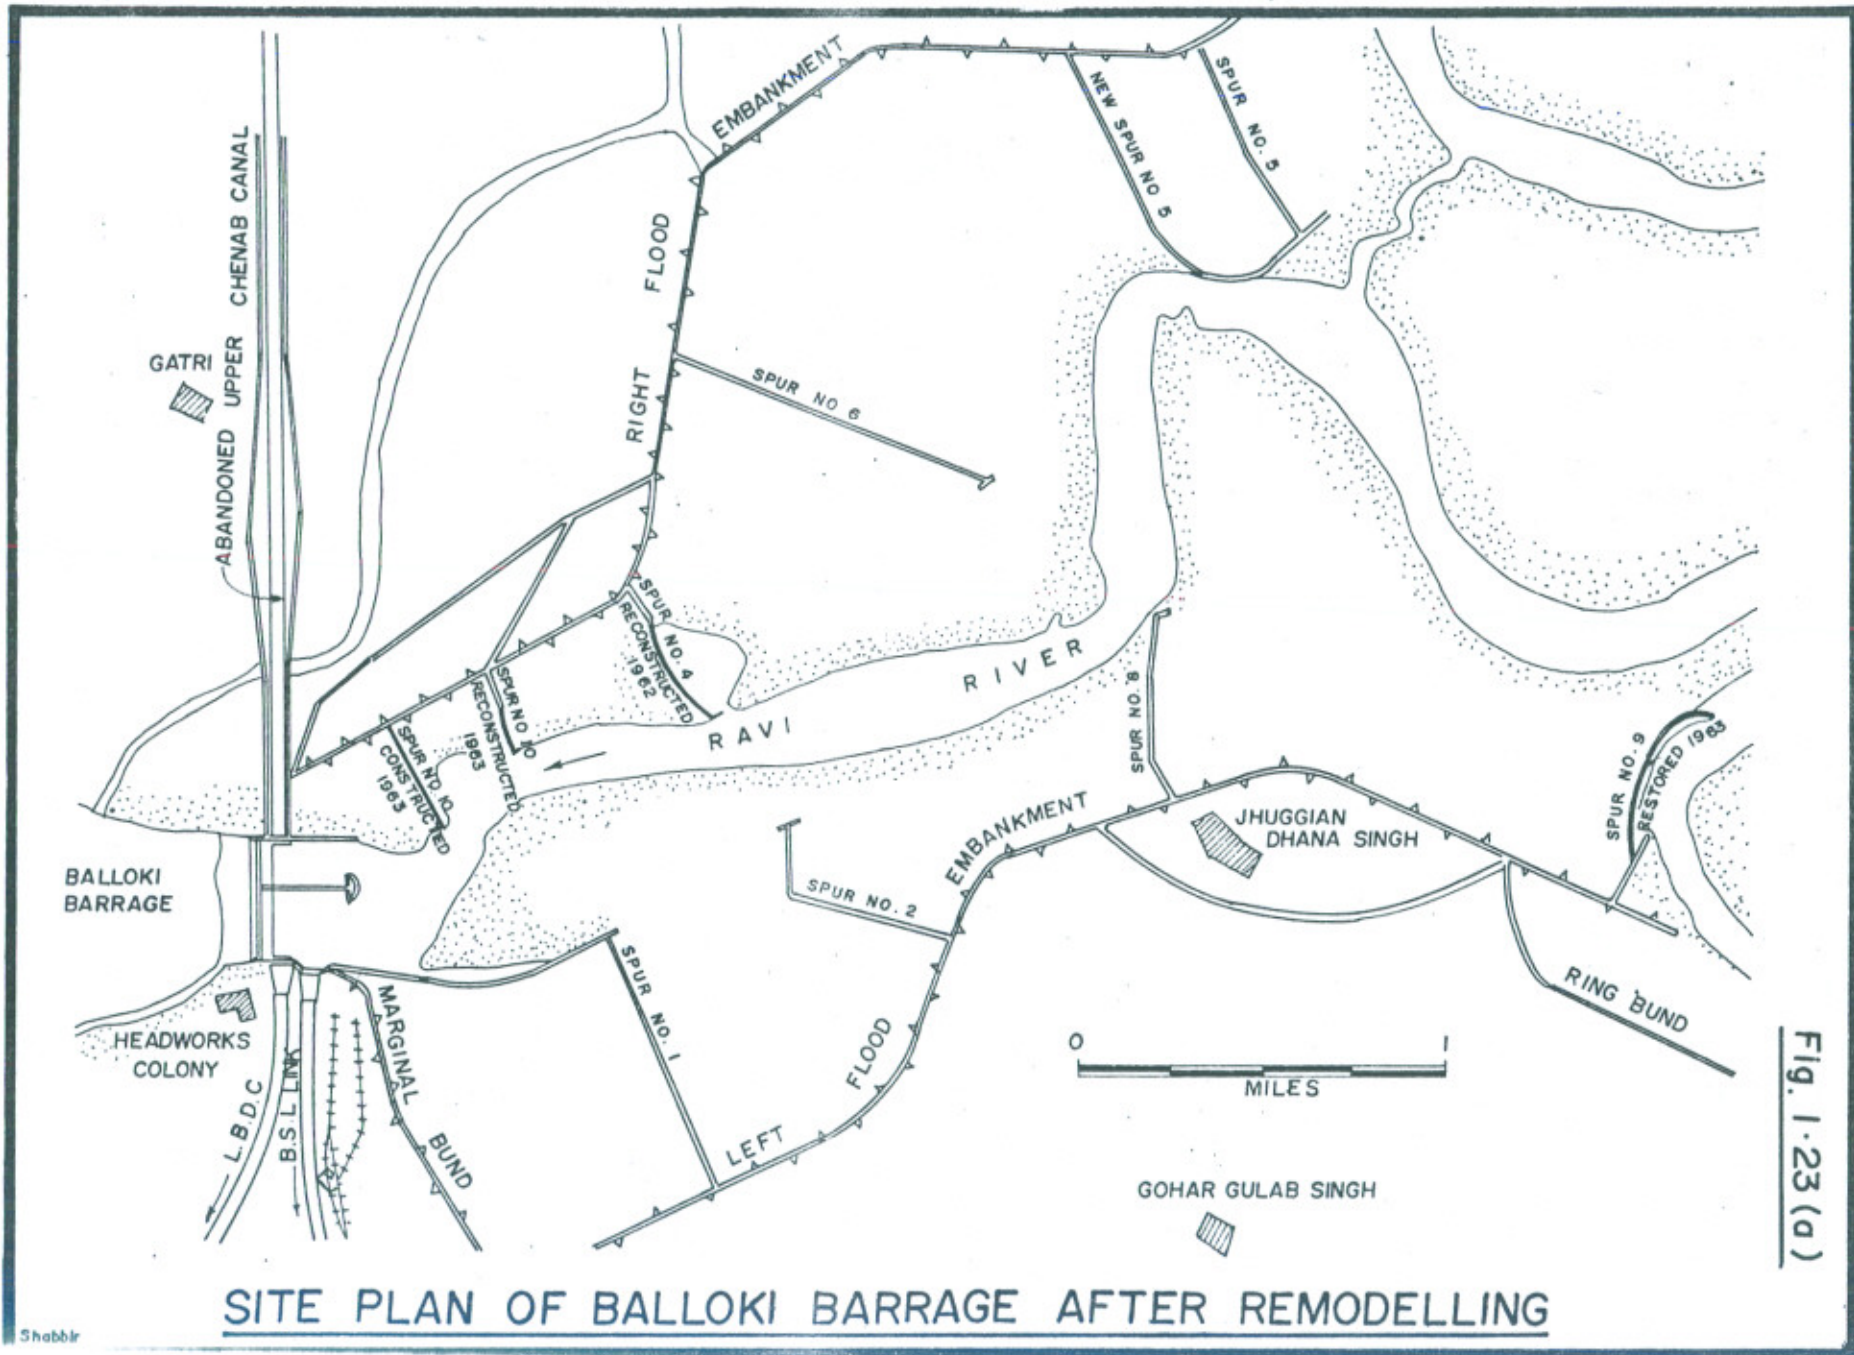 EMBANKMENT
NEW SPUR NO 5
SPUR NO. 5
ABANDONED UPPER CHENAB CANAL
GATRI
RIGHT FLOOD
SPUR NO 6
SPUR NO. 4
RECONSTRUCTED
1962
SPUR NO 10
RECONSTRUCTED
1963
SPUR NO 10
CONSTRUCTED
1963
RAVI RIVER
SPUR NO. 8
SPUR NO. 9
RESTORED 1963
JHUGGIAN
DHANA SINGH
BALLOKI
BARRAGE
SPUR NO. 2
EMBANKMENT
SPUR NO. 1
RING BUND
HEADWORKS
COLONY
MARGINAL BUND
L.B.D.C
B.S.L.LINK
LEFT FLOOD
0 1
MILES
GOHAR GULAB SINGH
Fig. 1·23(a)
SITE PLAN OF BALLOKI BARRAGE AFTER REMODELLING
Shabbir